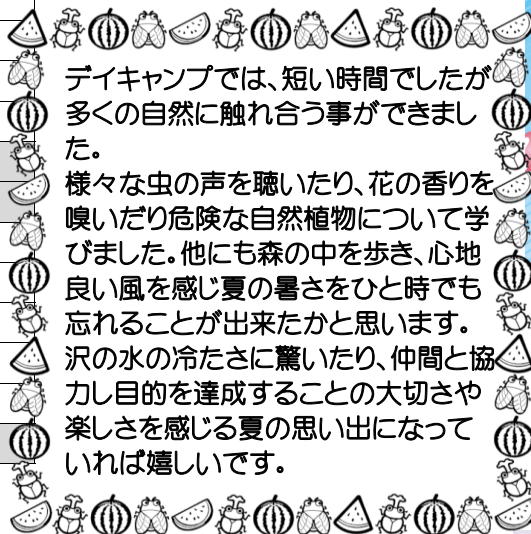 デイキャンプでは、短い時間でしたが
多くの自然に触れ合う事ができまし
た。
様々な虫の声を聴いたり、花の香りを
嗅いだり危険な自然植物について学
びました。他にも森の中を歩き、心地
良い風を感じ夏の暑さをひと時でも
忘れることが出来たかと思います。
沢の水の冷たさに驚いたり、仲間と協
力し目的を達成することの大切さや
楽しさを感じる夏の思い出になって
いれば嬉しいです。